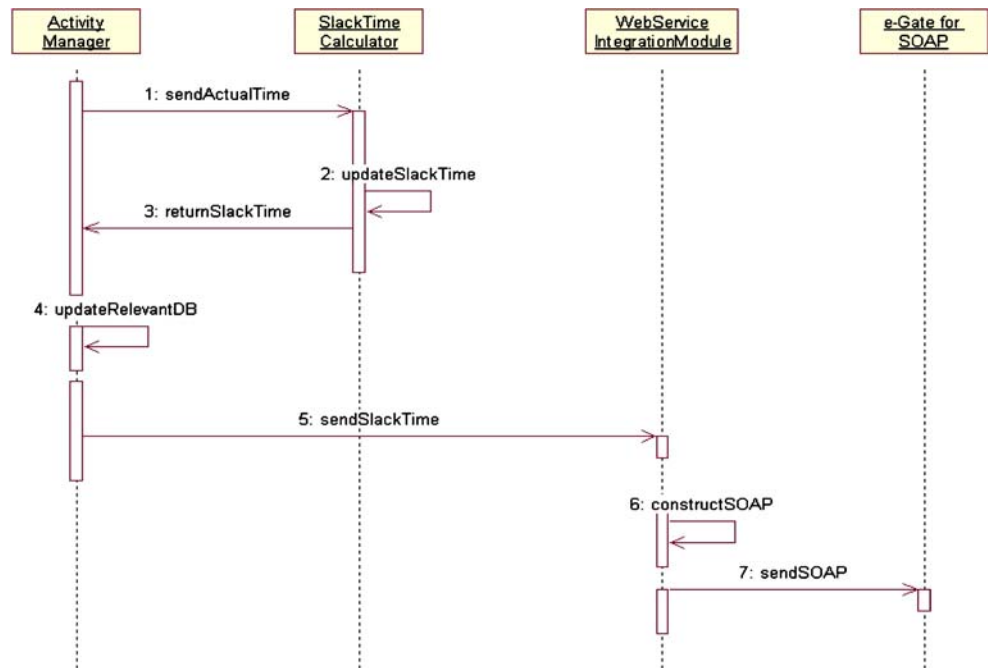 Activity
Manager
SlackTime
Calculator
WebService
IntegrationModule
e-Gate for
SOAP
1: sendActualTime
2: updateSlackTime
3: returnSlackTime
4: updateRelevantDB
5: sendSlackTime
6: constructSOAP
7: sendSOAP